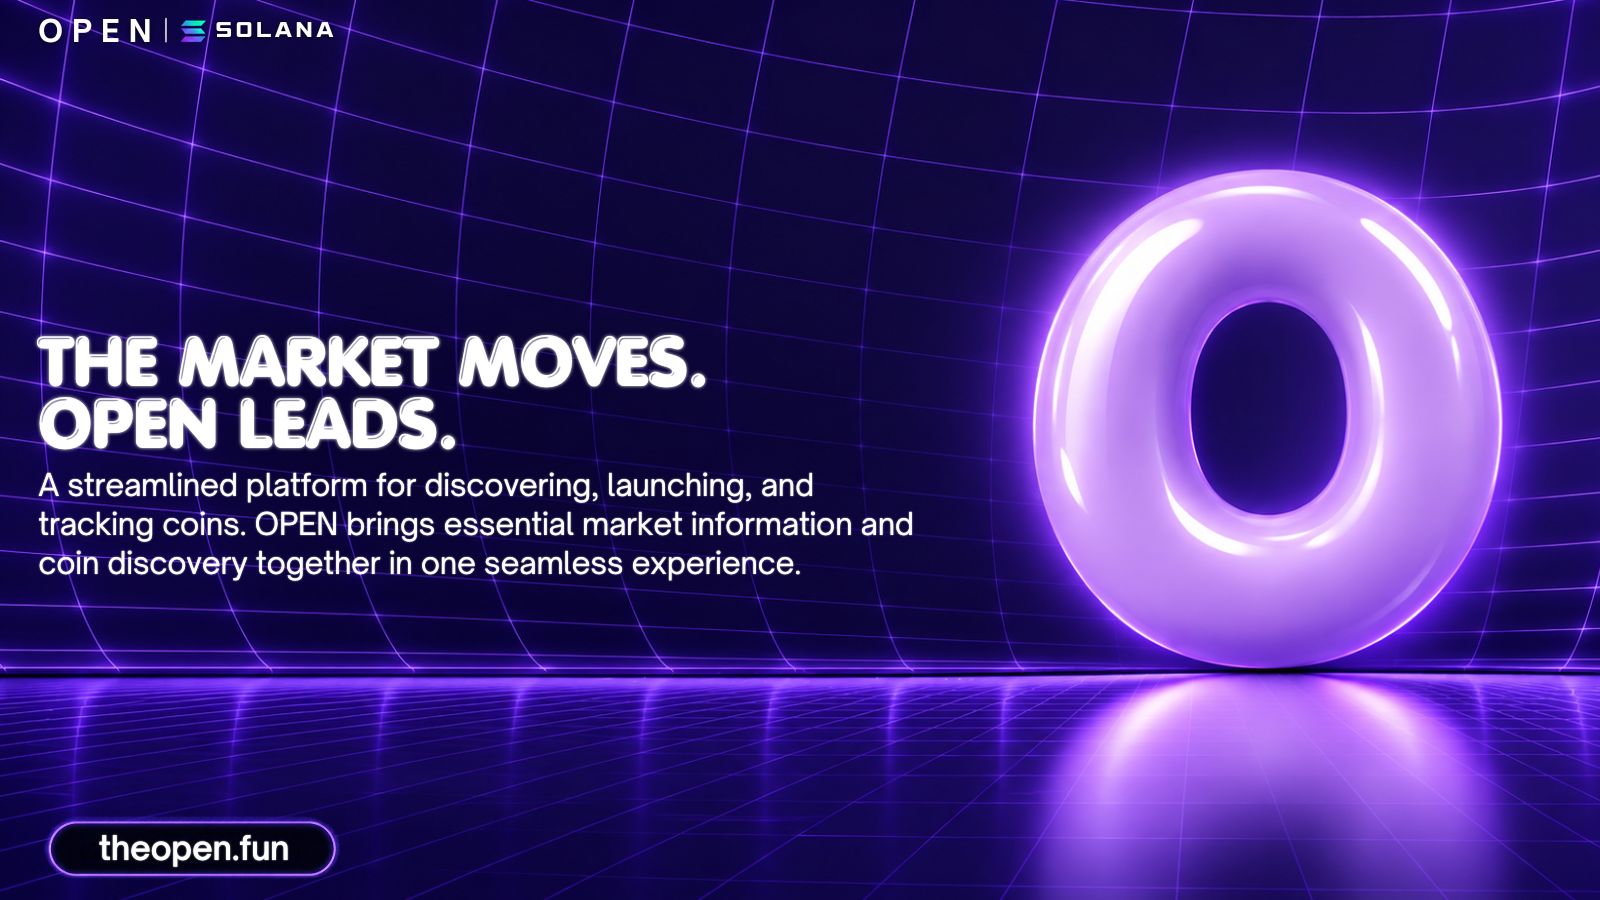 OPEN | SOLANA
THE MARKET MOVES.
OPEN LEADS.
A streamlined platform for discovering, launching, and
tracking coins. OPEN brings essential market information and
coin discovery together in one seamless experience.
theopen.fun